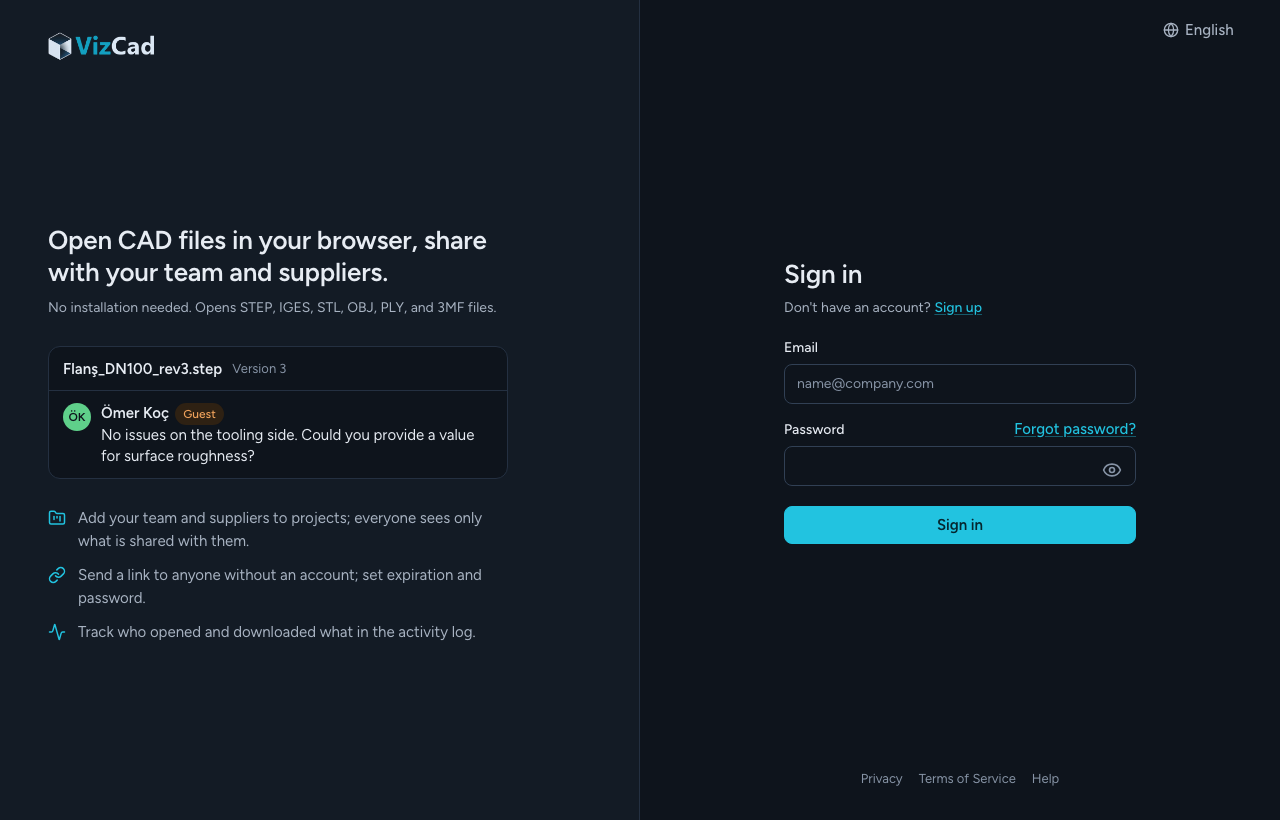 VizCad
English
Open CAD files in your browser, share
with your team and suppliers.
No installation needed. Opens STEP, IGES, STL, OBJ, PLY, and 3MF files.
Flanş_DN100_rev3.step Version 3
ÖK Ömer Koç Guest
No issues on the tooling side. Could you provide a value
for surface roughness?
Add your team and suppliers to projects; everyone sees only
what is shared with them.
Send a link to anyone without an account; set expiration and
password.
Track who opened and downloaded what in the activity log.
Sign in
Don't have an account? Sign up
Email
name@company.com
Password Forgot password?
Sign in
Privacy Terms of Service Help